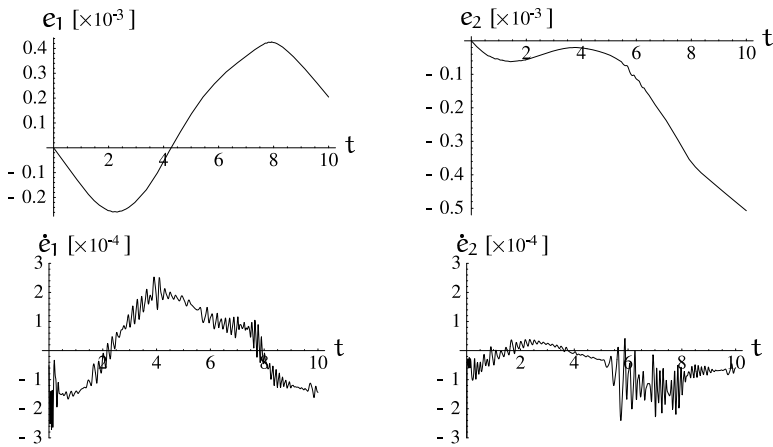 e₁ [×10⁻³]
0.4
0.3
0.2
0.1
- 0.1
- 0.2
2 4 6 8 10 t
e₂ [×10⁻³]
2 4 6 8 10 t
- 0.1
- 0.2
- 0.3
- 0.4
- 0.5
ė₁ [×10⁻⁴]
3
2
1
- 1
- 2
- 3
2 4 6 8 10 t
ė₂ [×10⁻⁴]
3
2
1
- 1
- 2
- 3
2 4 6 8 10 t